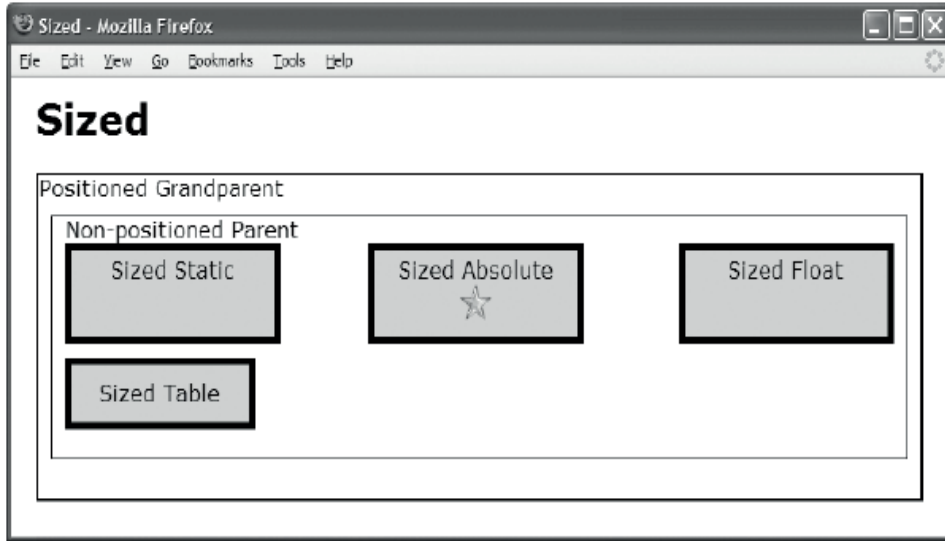 Sized - Mozilla Firefox
File Edit View Go Bookmarks Tools Help
Sized
Positioned Grandparent
Non-positioned Parent
Sized Static
Sized Absolute
Sized Float
Sized Table